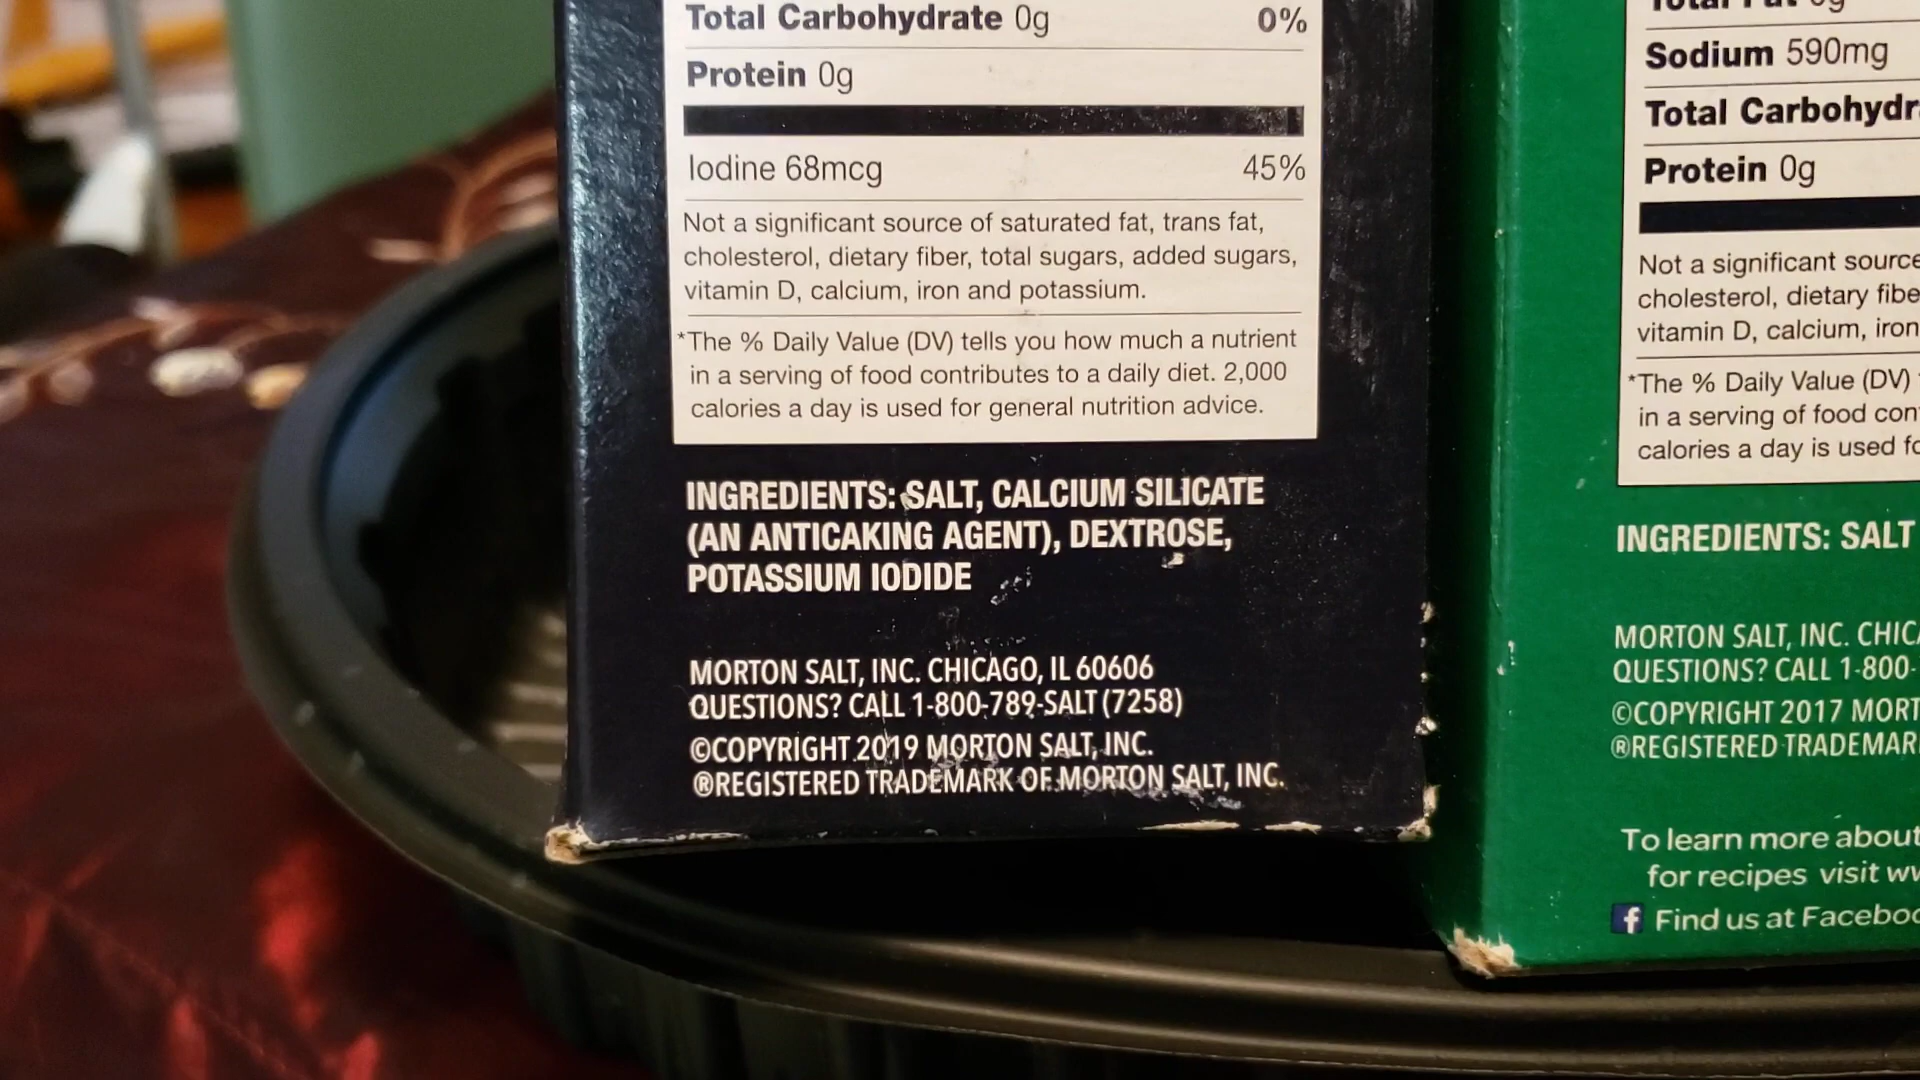 Total Carbohydrate 0g 0%
Protein 0g
Iodine 68mcg 45%
Not a significant source of saturated fat, trans fat,
cholesterol, dietary fiber, total sugars, added sugars,
vitamin D, calcium, iron and potassium.
*The % Daily Value (DV) tells you how much a nutrient
in a serving of food contributes to a daily diet. 2,000
calories a day is used for general nutrition advice.
INGREDIENTS: SALT, CALCIUM SILICATE
(AN ANTICAKING AGENT), DEXTROSE,
POTASSIUM IODIDE
MORTON SALT, INC. CHICAGO, IL 60606
QUESTIONS? CALL 1-800-789-SALT (7258)
©COPYRIGHT 2019 MORTON SALT, INC.
®REGISTERED TRADEMARK OF MORTON SALT, INC.
Sodium 590mg
Total Carbohydr
Protein 0g
Not a significant source
cholesterol, dietary fibe
vitamin D, calcium, iron
*The % Daily Value (DV)
in a serving of food con
calories a day is used fo
INGREDIENTS: SALT
MORTON SALT, INC. CHIC
QUESTIONS? CALL 1-800-
©COPYRIGHT 2017 MORT
®REGISTERED TRADEMAR
To learn more about
for recipes visit w
f Find us at Faceboo